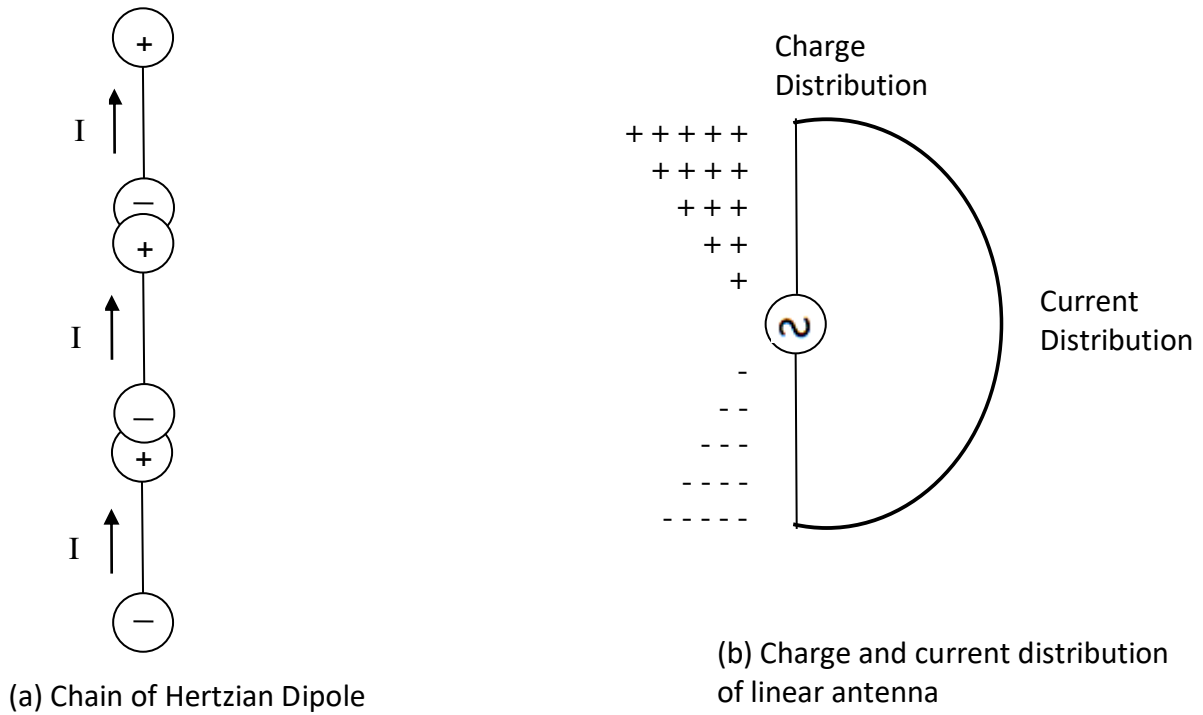 +
I
—
+
I
—
+
I
—
(a) Chain of Hertzian Dipole
Charge
Distribution
+ + + + +
+ + + +
+ + +
+ +
+
~
-
- -
- - -
- - - -
- - - - -
Current
Distribution
(b) Charge and current distribution
of linear antenna